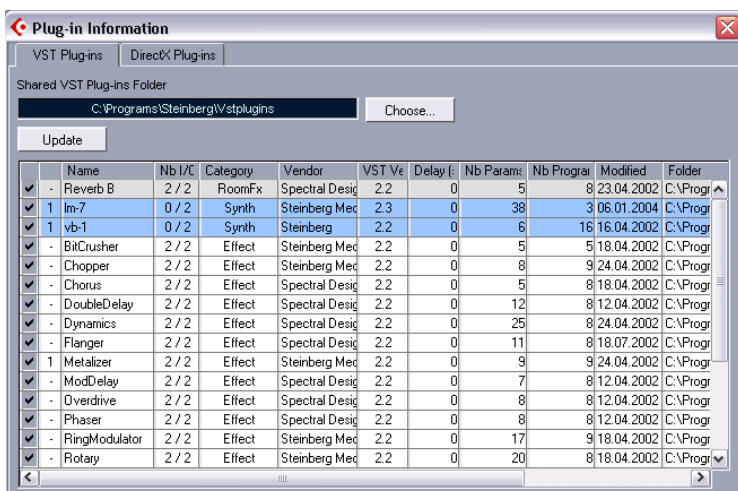 Plug-in Information
VST Plug-ins DirectX Plug-ins
Shared VST Plug-ins Folder
C:\Programs\Steinberg\Vstplugins Choose...
Update
Name Nb I/C Category Vendor VST Ve Delay (: Nb Param: Nb Prograr Modified Folder
- Reverb B 2 / 2 RoomFx Spectral Desig 2.2 0 5 8 23.04.2002 C:\Progr
1 lm-7 0 / 2 Synth Steinberg Med 2.3 0 38 3 06.01.2004 C:\Progr
1 vb-1 0 / 2 Synth Steinberg 2.2 0 6 16 16.04.2002 C:\Progr
- BitCrusher 2 / 2 Effect Steinberg Med 2.2 0 5 5 18.04.2002 C:\Progr
- Chopper 2 / 2 Effect Steinberg Med 2.2 0 8 9 24.04.2002 C:\Progr
- Chorus 2 / 2 Effect Spectral Desig 2.2 0 5 8 18.04.2002 C:\Progr
- DoubleDelay 2 / 2 Effect Spectral Desig 2.2 0 12 8 12.04.2002 C:\Progr
- Dynamics 2 / 2 Effect Spectral Desig 2.2 0 25 8 24.04.2002 C:\Progr
- Flanger 2 / 2 Effect Spectral Desig 2.2 0 11 8 18.07.2002 C:\Progr
1 Metalizer 2 / 2 Effect Steinberg Med 2.2 0 9 9 24.04.2002 C:\Progr
- ModDelay 2 / 2 Effect Spectral Desig 2.2 0 7 8 12.04.2002 C:\Progr
- Overdrive 2 / 2 Effect Spectral Desig 2.2 0 8 8 12.04.2002 C:\Progr
- Phaser 2 / 2 Effect Spectral Desig 2.2 0 8 8 12.04.2002 C:\Progr
- RingModulator 2 / 2 Effect Steinberg Med 2.2 0 17 9 18.04.2002 C:\Progr
- Rotary 2 / 2 Effect Steinberg Med 2.2 0 20 8 18.04.2002 C:\Progr